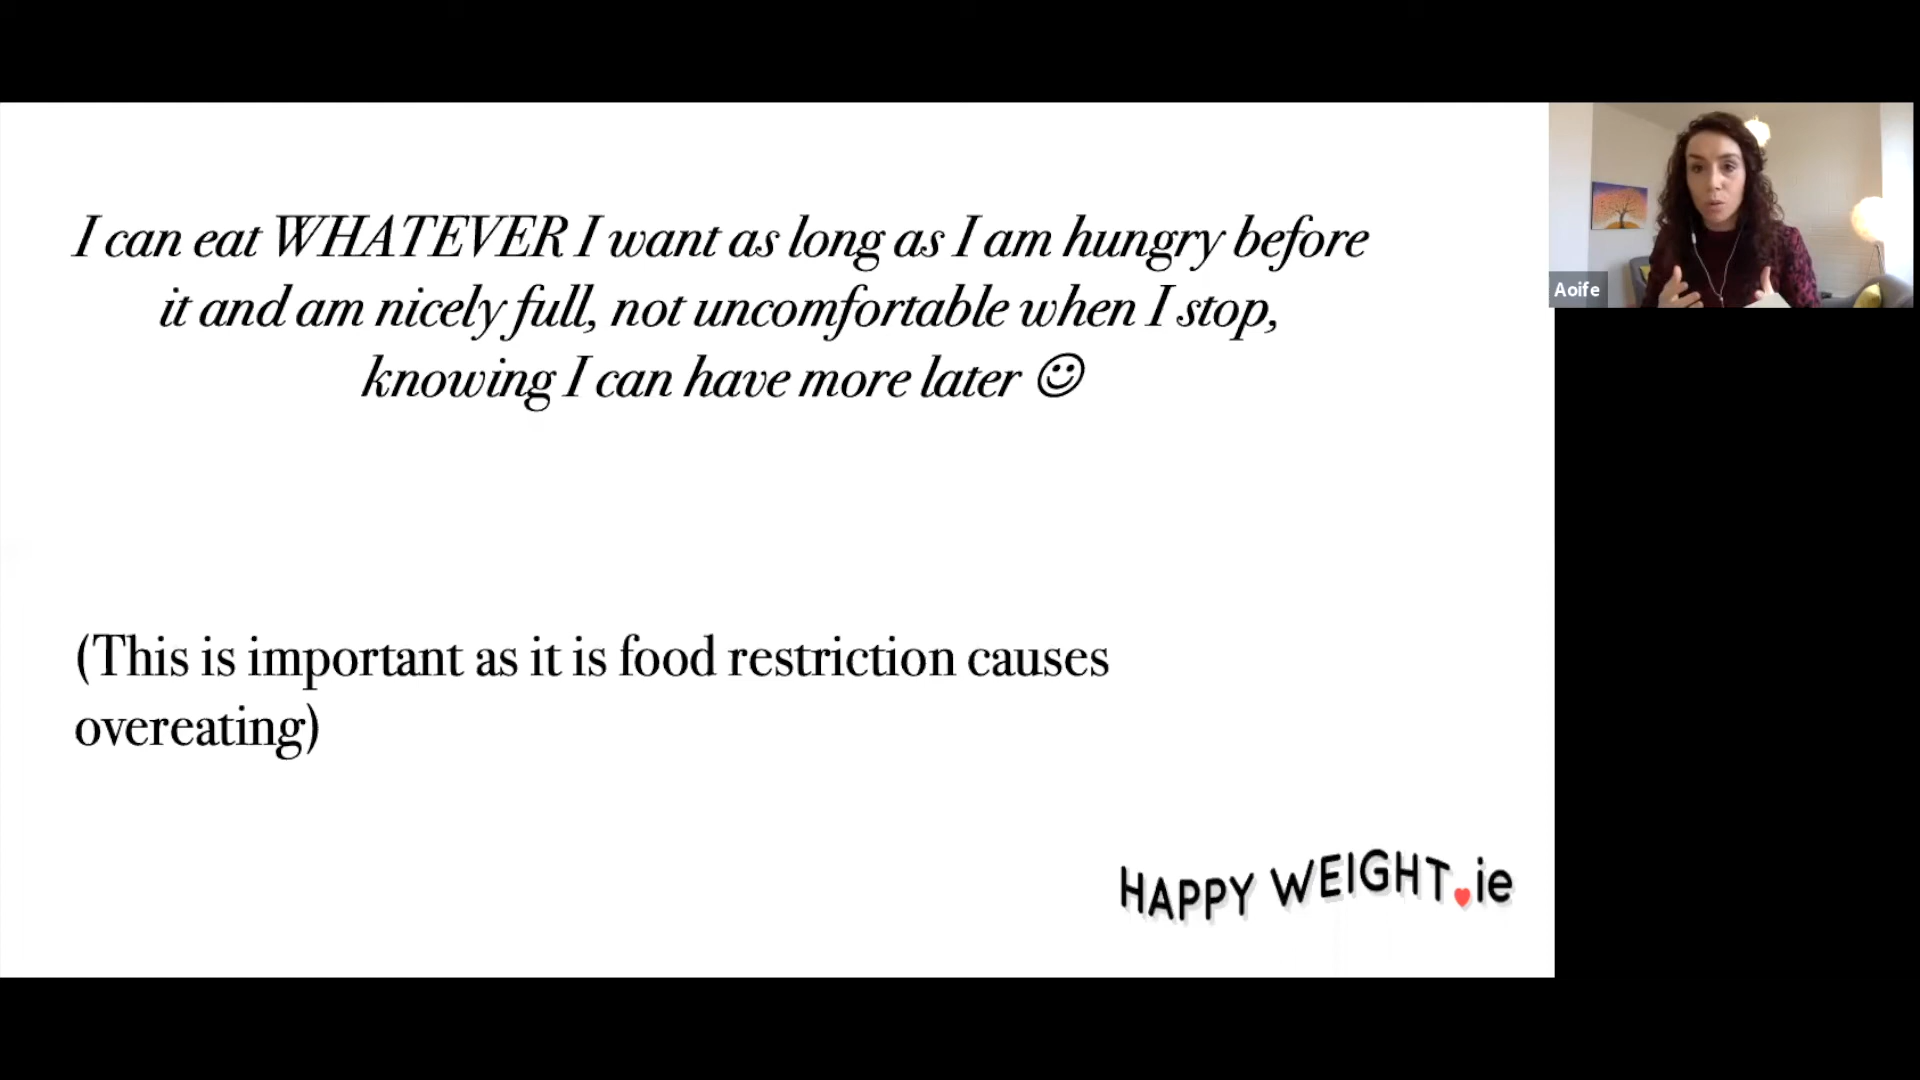 I can eat WHATEVER I want as long as I am hungry before
it and am nicely full, not uncomfortable when I stop,
knowing I can have more later ☺
Aoife
(This is important as it is food restriction causes
overeating)
HAPPY WEIGHT.ie